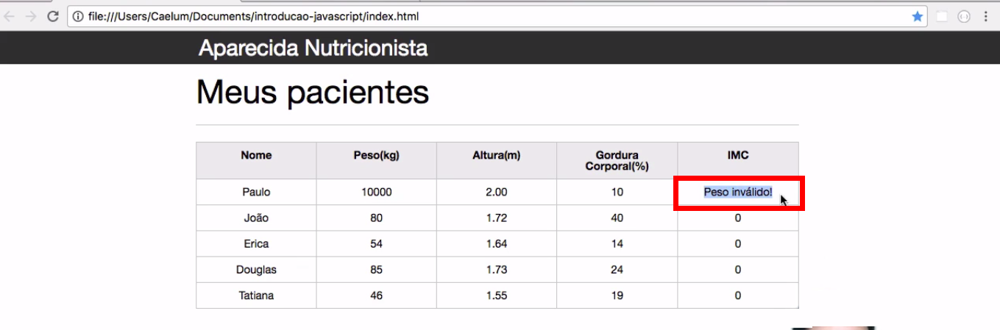 file:///Users/Caelum/Documents/introducao-javascript/index.html
Aparecida Nutricionista
Meus pacientes
Nome Peso(kg) Altura(m) Gordura Corporal(%) IMC
Paulo 10000 2.00 10 Peso inválido!
João 80 1.72 40 0
Erica 54 1.64 14 0
Douglas 85 1.73 24 0
Tatiana 46 1.55 19 0